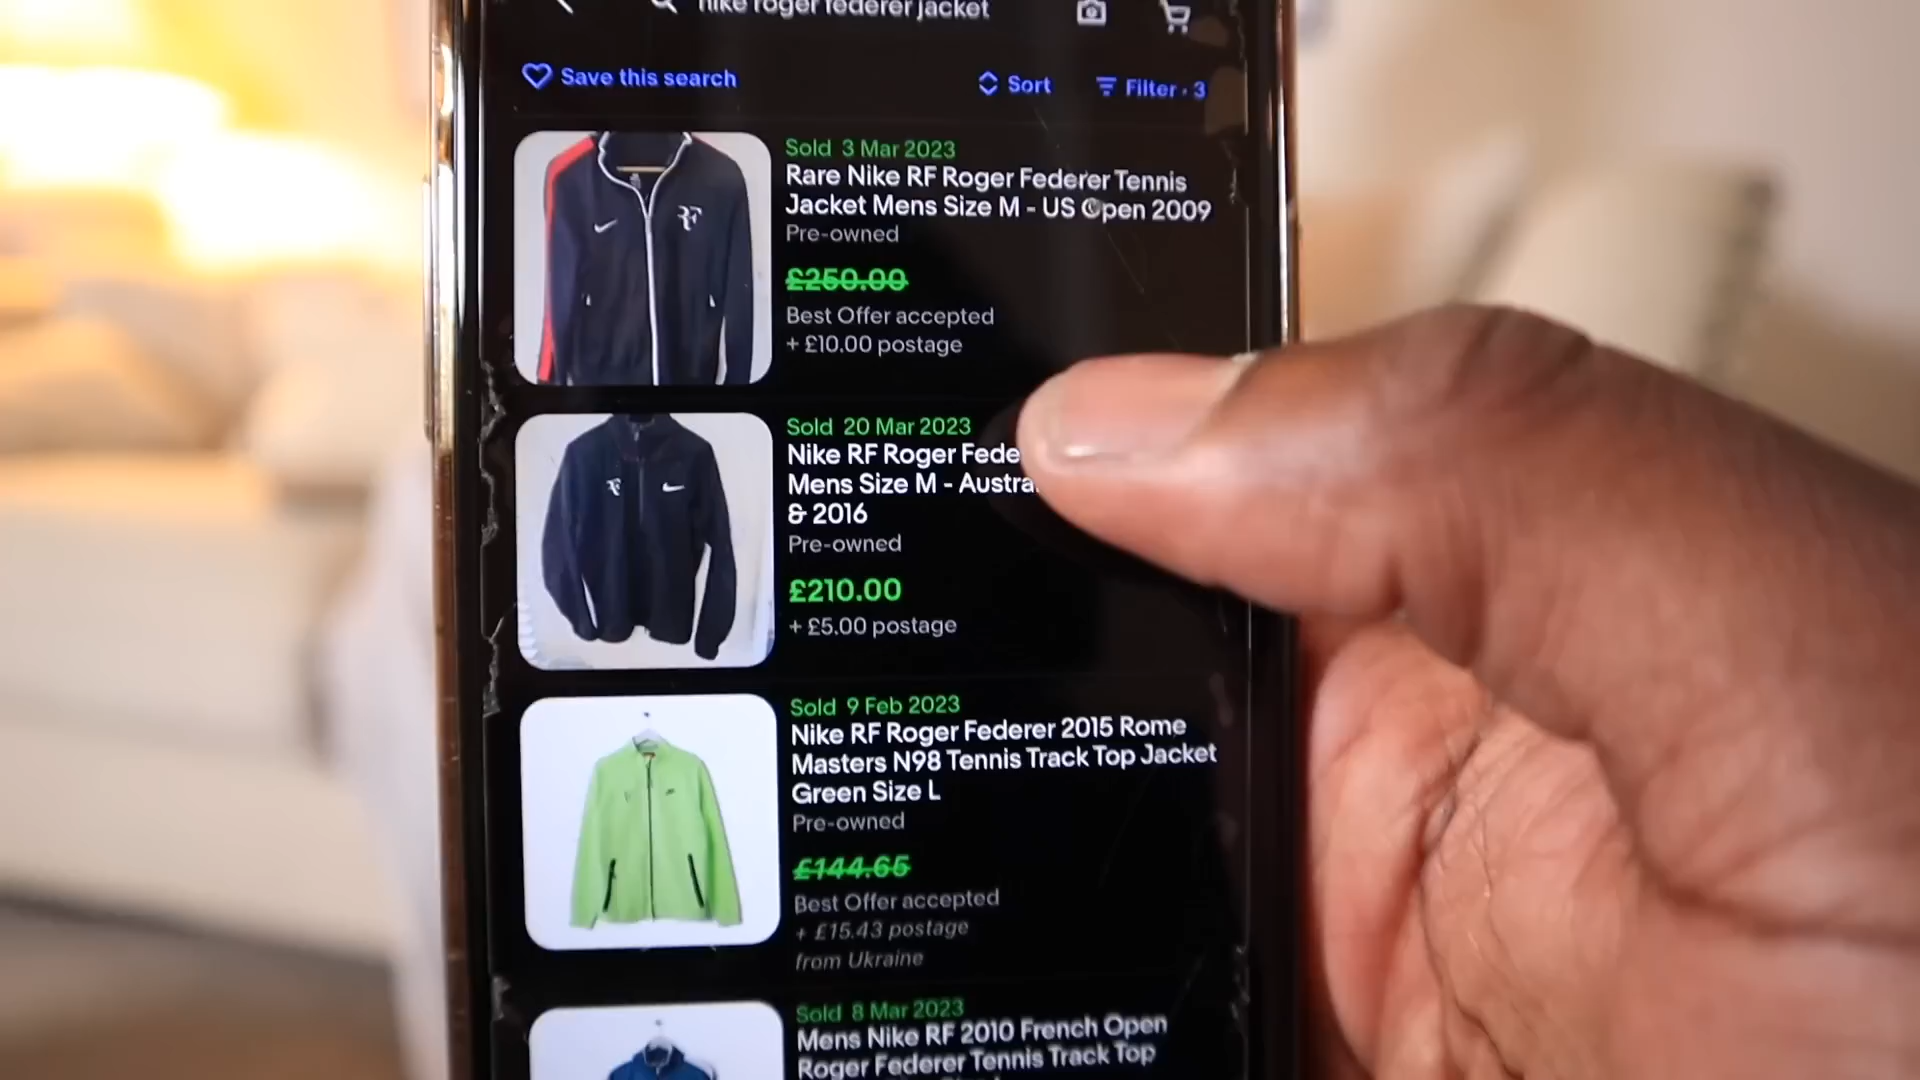 nike roger federer jacket
Save this search
Sort
Filter · 3
Sold 3 Mar 2023
Rare Nike RF Roger Federer Tennis
Jacket Mens Size M - US Open 2009
Pre-owned
£250.00
Best Offer accepted
+ £10.00 postage
Sold 20 Mar 2023
Nike RF Roger Fede
Mens Size M - Austra
& 2016
Pre-owned
£210.00
+ £5.00 postage
Sold 9 Feb 2023
Nike RF Roger Federer 2015 Rome
Masters N98 Tennis Track Top Jacket
Green Size L
Pre-owned
£144.65
Best Offer accepted
+ £15.43 postage
from Ukraine
Sold 8 Mar 2023
Mens Nike RF 2010 French Open
Roger Federer Tennis Track Top